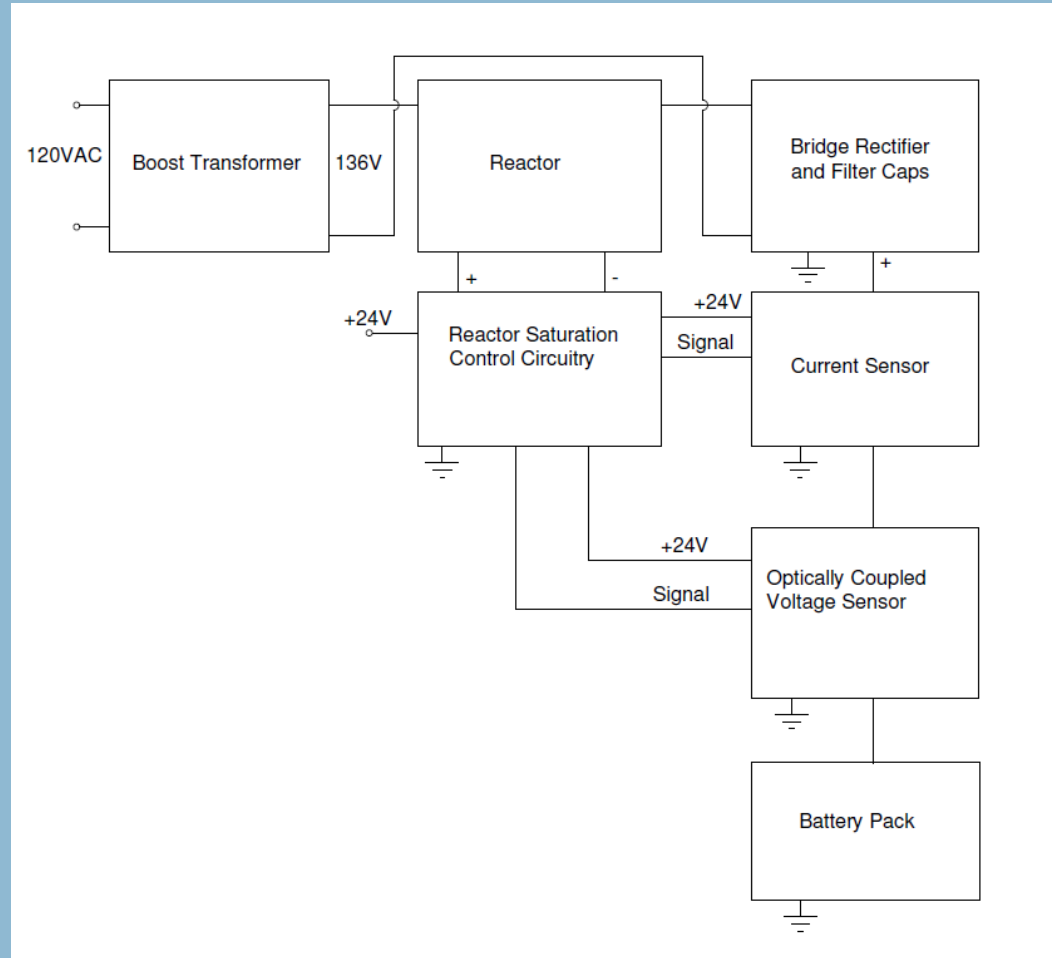 120VAC
Boost Transformer
136V
Reactor
Bridge Rectifier
and Filter Caps
+
-
+
+24V
Reactor Saturation
Control Circuitry
+24V
Signal
Current Sensor
+24V
Signal
Optically Coupled
Voltage Sensor
Battery Pack